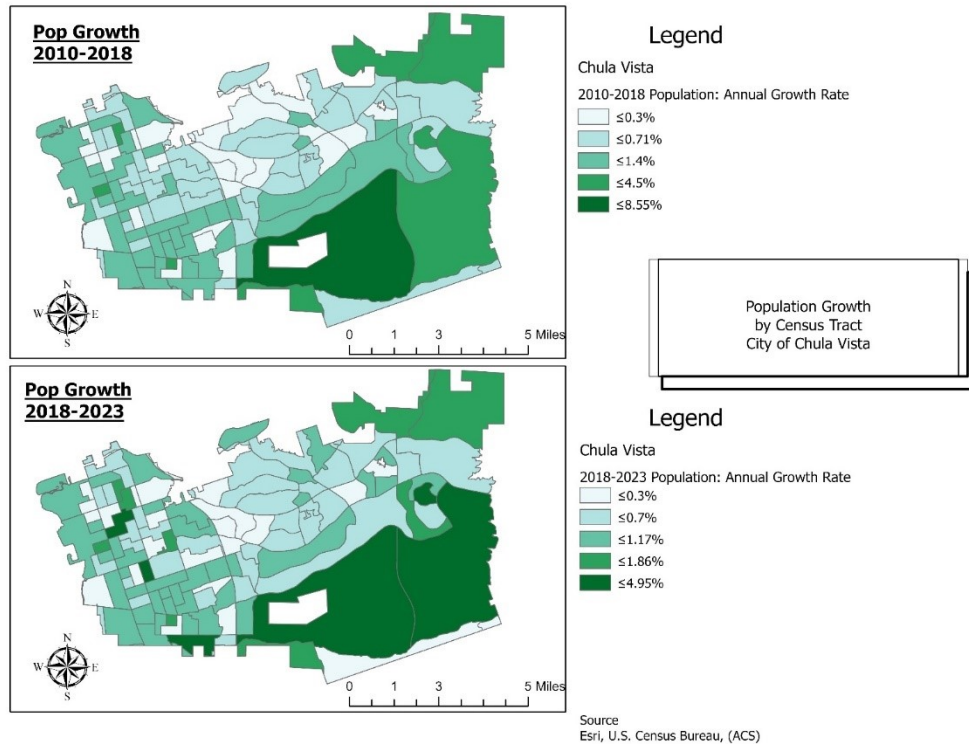 Pop Growth
2010-2018
N
W E
S
0 1 3 5 Miles
Legend
Chula Vista
2010-2018 Population: Annual Growth Rate
≤0.3%
≤0.71%
≤1.4%
≤4.5%
≤8.55%
Population Growth
by Census Tract
City of Chula Vista
Pop Growth
2018-2023
N
W E
S
0 1 3 5 Miles
Legend
Chula Vista
2018-2023 Population: Annual Growth Rate
≤0.3%
≤0.7%
≤1.17%
≤1.86%
≤4.95%
Source
Esri, U.S. Census Bureau, (ACS)